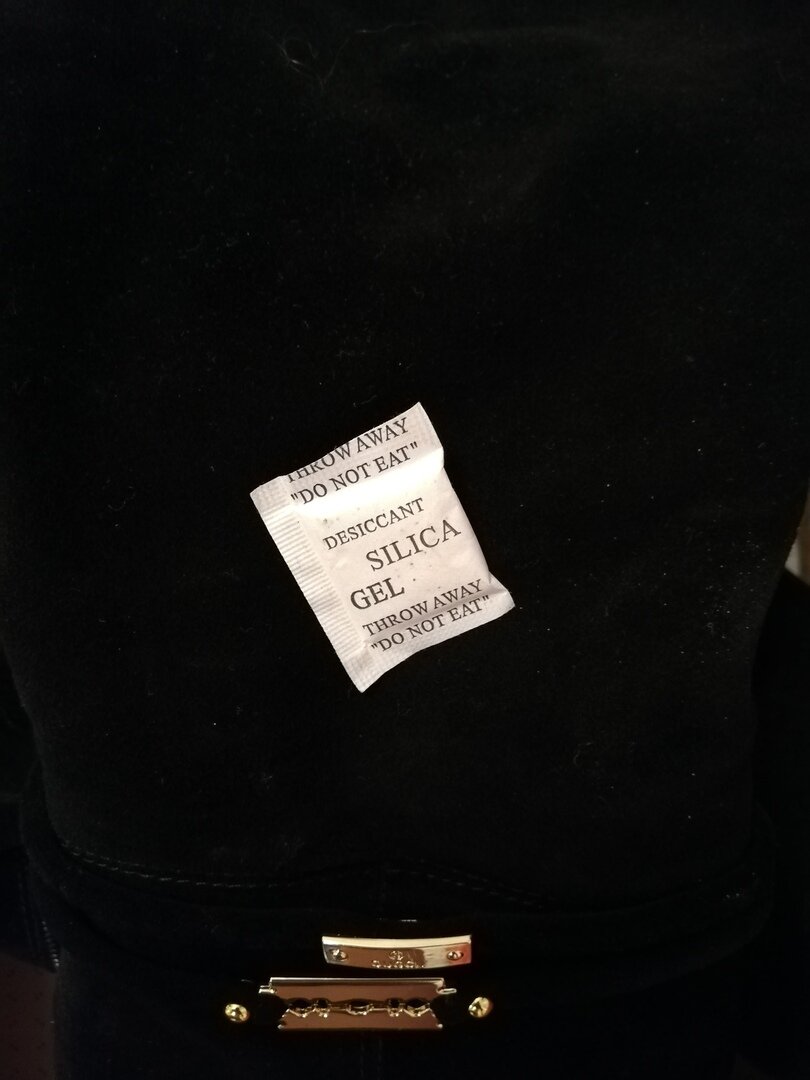 THROW AWAY
"DO NOT EAT"
DESICCANT
SILICA
GEL
THROW AWAY
"DO NOT EAT"